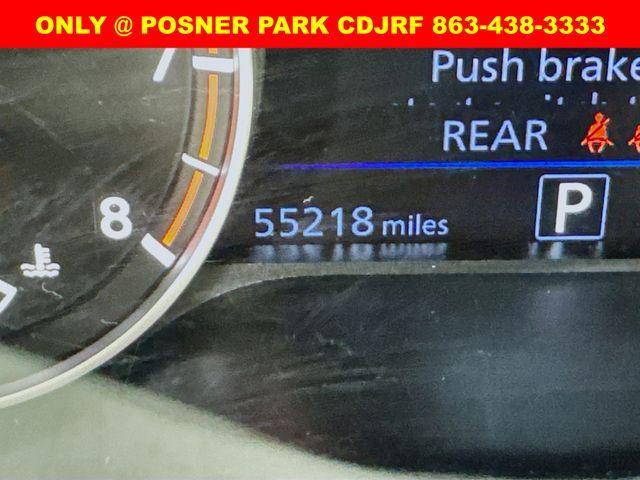 ONLY @ POSNER PARK CDJRF 863-438-3333
Push brake
REAR
7
8
55218 miles
P